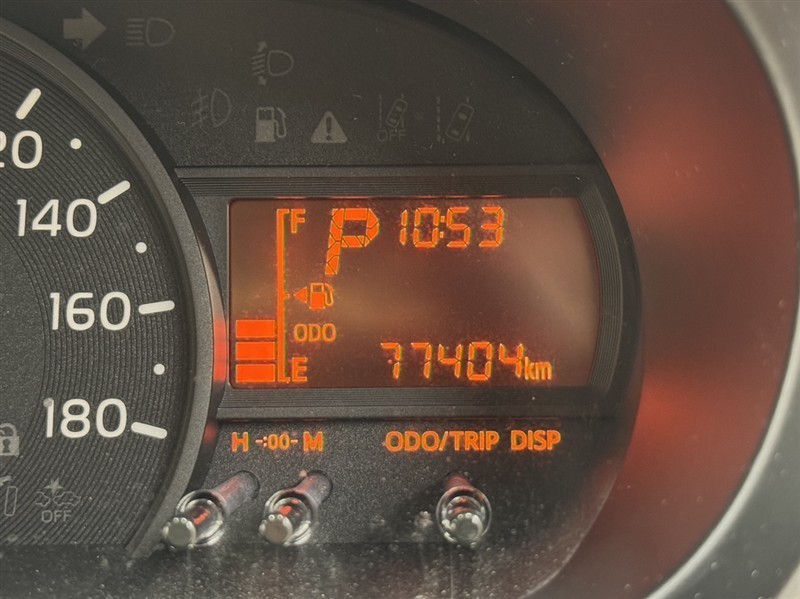 20
140
160
180
OFF
OFF
F
P
10:53
ODO
E
77404km
H -:00- M
ODO/TRIP DISP